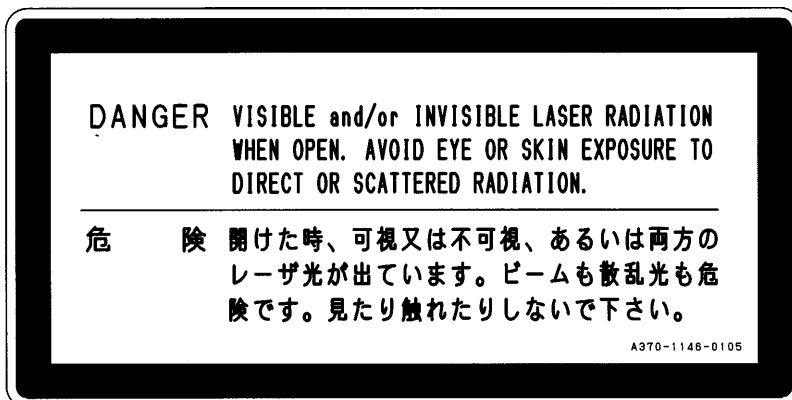 DANGER VISIBLE and/or INVISIBLE LASER RADIATION
WHEN OPEN. AVOID EYE OR SKIN EXPOSURE TO
DIRECT OR SCATTERED RADIATION.
危 険 開けた時、可視又は不可視、あるいは両方の
レーザ光が出ています。ビームも散乱光も危
険です。見たり触れたりしないで下さい。
A370-1146-0105